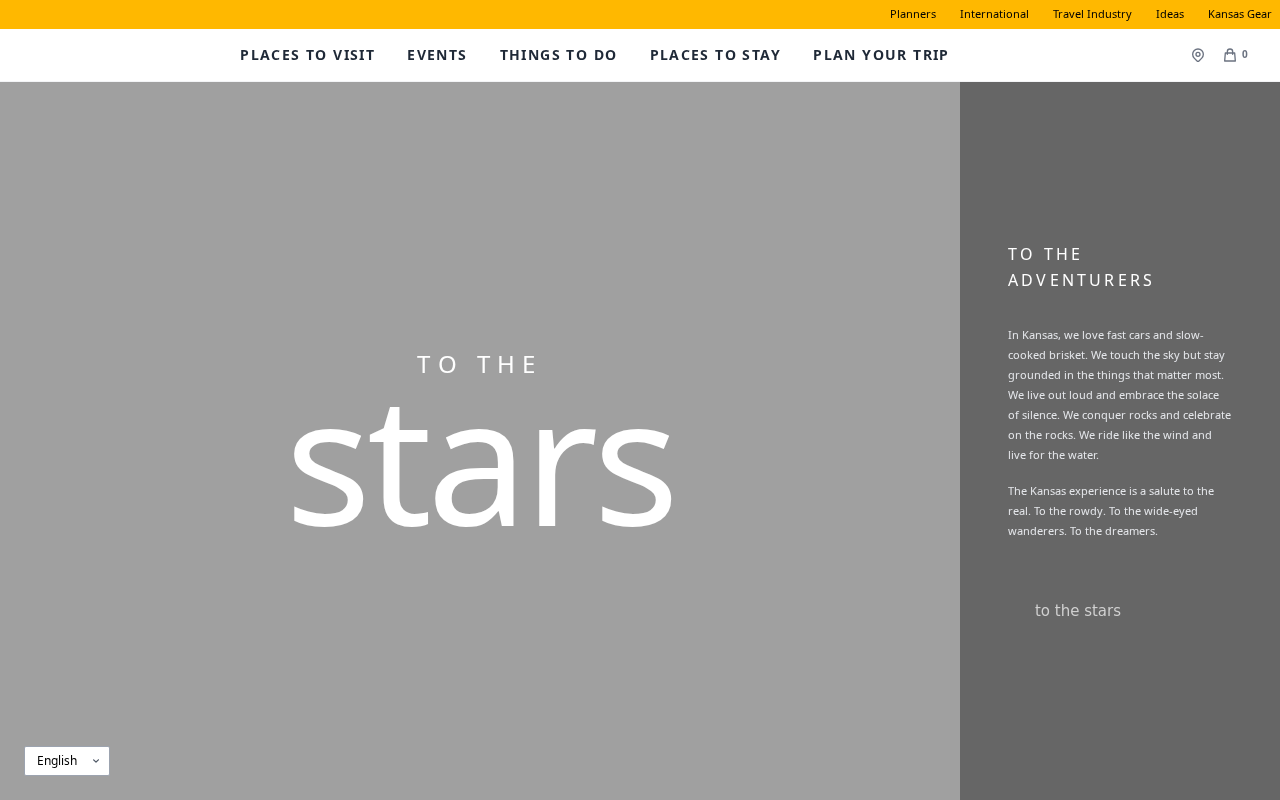 Planners International Travel Industry Ideas Kansas Gear
PLACES TO VISIT EVENTS THINGS TO DO PLACES TO STAY PLAN YOUR TRIP 0
TO THE
stars
TO THE
ADVENTURERS
In Kansas, we love fast cars and slow-
cooked brisket. We touch the sky but stay
grounded in the things that matter most.
We live out loud and embrace the solace
of silence. We conquer rocks and celebrate
on the rocks. We ride like the wind and
live for the water.
The Kansas experience is a salute to the
real. To the rowdy. To the wide-eyed
wanderers. To the dreamers.
to the stars
English